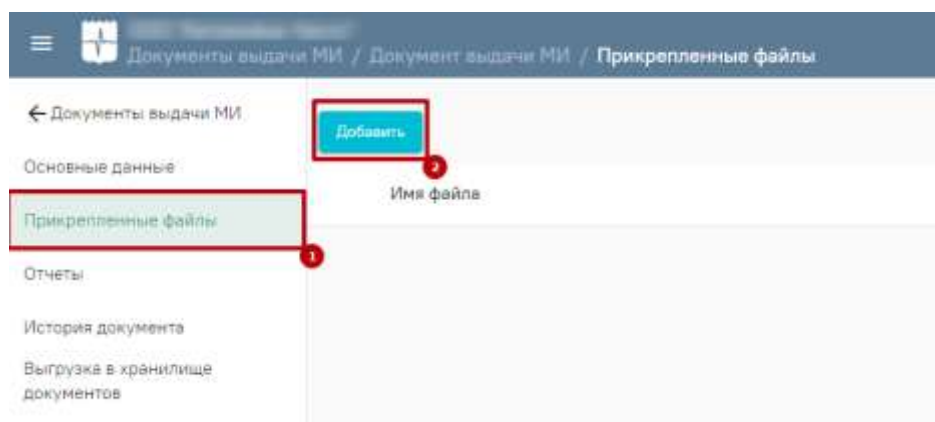 Документы выдачи МИ / Документ выдачи МИ / Прикрепленные файлы
← Документы выдачи МИ
Добавить
2
Основные данные
Имя файла
Прикрепленные файлы
1
Отчеты
История документа
Выгрузка в хранилище
документов